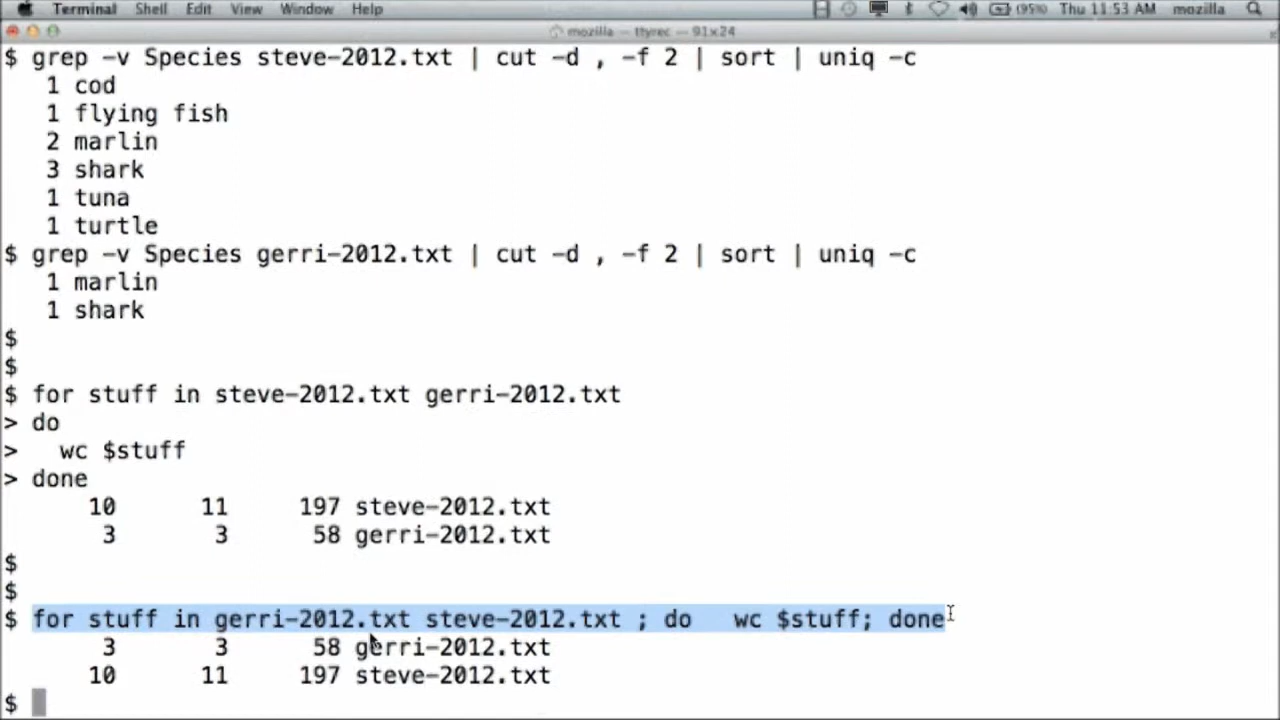 Terminal Shell Edit View Window Help (95%) Thu 11:53 AM mozilla
mozilla — ttyrec — 91×24
$ grep -v Species steve-2012.txt | cut -d , -f 2 | sort | uniq -c
1 cod
1 flying fish
2 marlin
3 shark
1 tuna
1 turtle
$ grep -v Species gerri-2012.txt | cut -d , -f 2 | sort | uniq -c
1 marlin
1 shark
$
$
$ for stuff in steve-2012.txt gerri-2012.txt
> do
>   wc $stuff
> done
10 11 197 steve-2012.txt
3 3 58 gerri-2012.txt
$
$
$ for stuff in gerri-2012.txt steve-2012.txt ; do   wc $stuff; done
3 3 58 gerri-2012.txt
10 11 197 steve-2012.txt
$